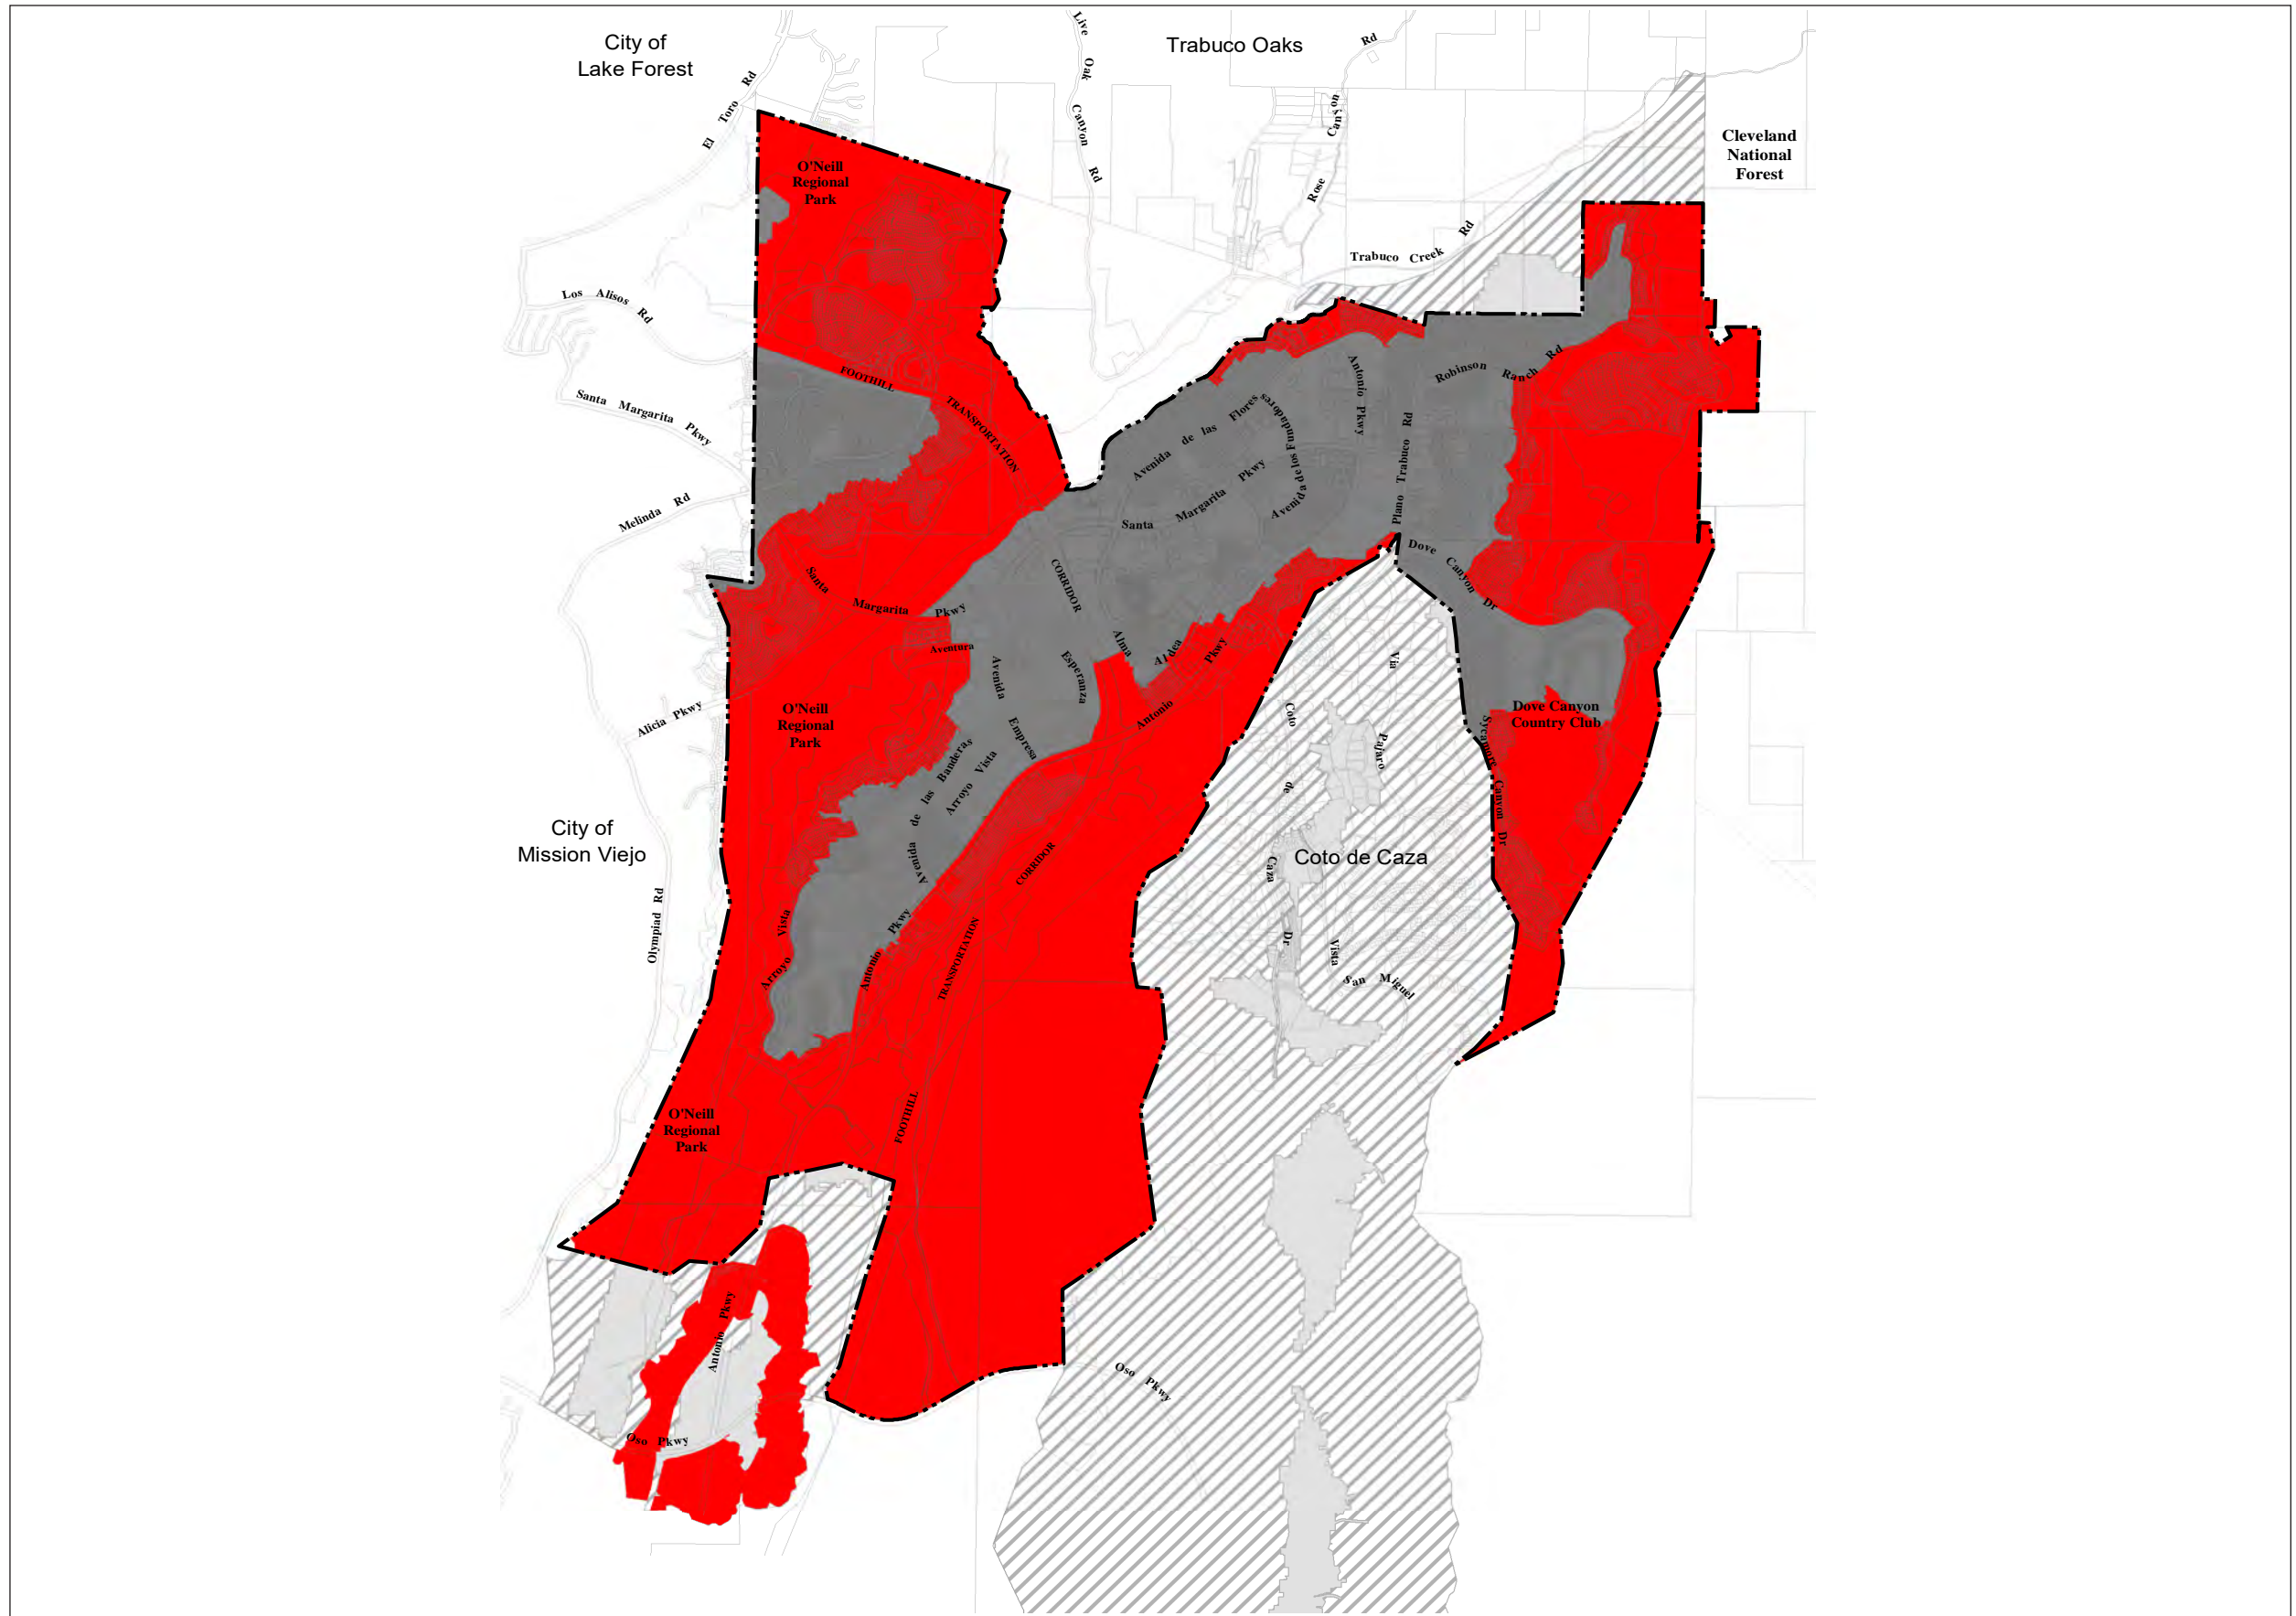 City of
Lake Forest
El Toro Rd
Live Oak Canyon Rd
Trabuco Oaks
Rose Canyon Rd
Cleveland
National
Forest
O'Neill
Regional
Park
Trabuco Creek Rd
Los Alisos Rd
Santa Margarita Pkwy
FOOTHILL
TRANSPORTATION
CORRIDOR
Robinson Ranch Rd
Antonio Pkwy
Plano Trabuco Rd
Avenida de las Flores
Avenida de los Fundadores
Santa Margarita Pkwy
Melinda Rd
Dove Canyon Dr
Santa Margarita Pkwy
Aventura
Avenida Empresa
Esperanza
Alma Aldea
Antonio Pkwy
Alicia Pkwy
O'Neill
Regional
Park
Via Pajaro
Coto de Caza Dr
Dove Canyon
Country Club
Sycamore Canyon Dr
Avenida de las Banderas
Arroyo Vista
City of
Mission Viejo
Coto de Caza
Olympiad Rd
Arroyo Vista
Antonio Pkwy
FOOTHILL
TRANSPORTATION
CORRIDOR
Vista San Miguel
O'Neill
Regional
Park
Antonio Pkwy
Oso Pkwy
Oso Pkwy